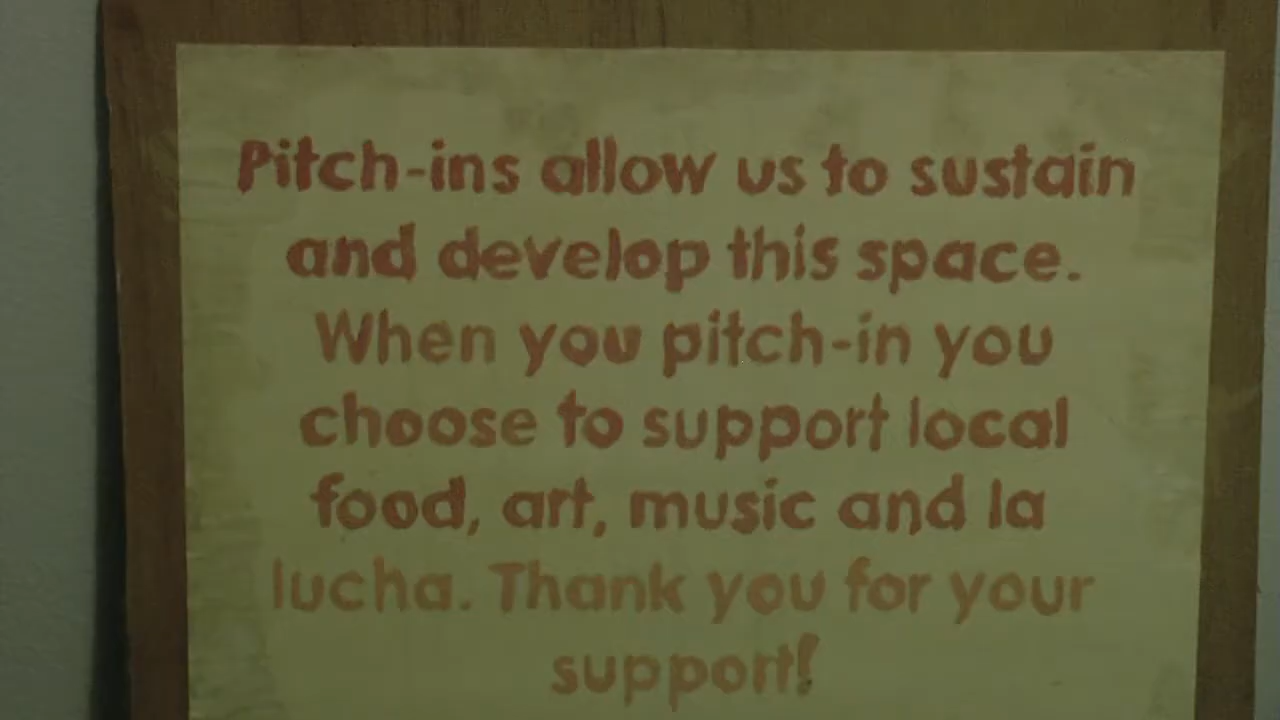 Pitch-ins allow us to sustain
and develop this space.
When you pitch-in you
choose to support local
food, art, music and la
lucha. Thank you for your
support!